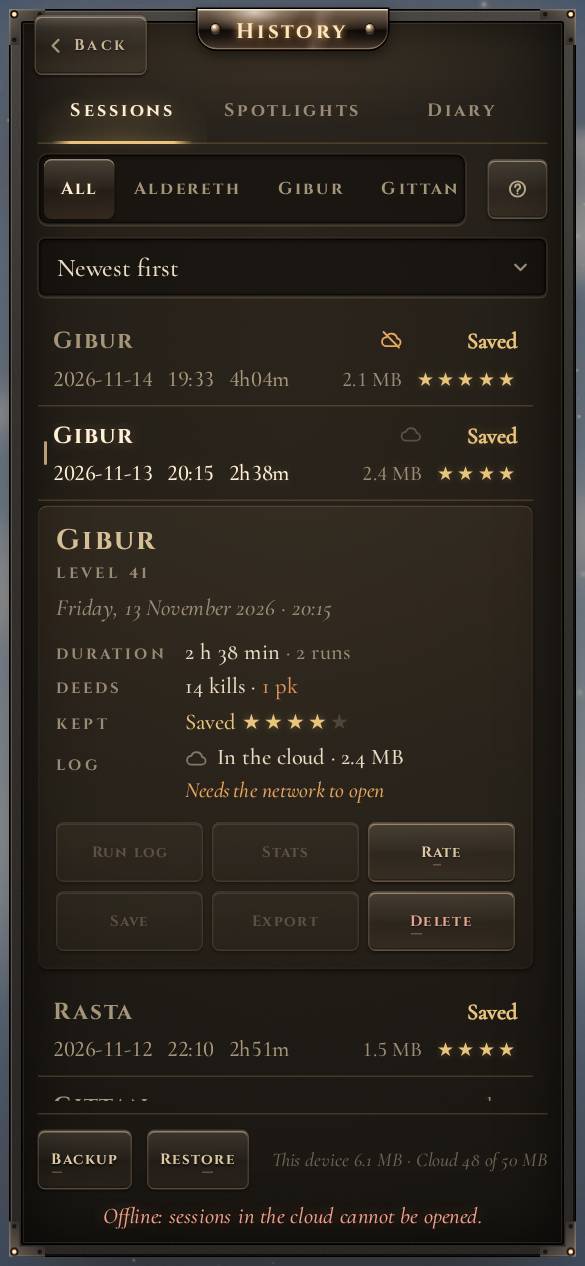 History
Back
Sessions Spotlights Diary
All Aldereth Gibur Gittan
Newest first
Gibur Saved
2026-11-14 19:33 4h04m 2.1 MB ★★★★★
Gibur Saved
2026-11-13 20:15 2h38m 2.4 MB ★★★★
Gibur
LEVEL 41
Friday, 13 November 2026 · 20:15
DURATION 2 h 38 min · 2 runs
DEEDS 14 kills · 1 pk
KEPT Saved ★★★★★
LOG In the cloud · 2.4 MB
Needs the network to open
Run log Stats Rate
Save Export Delete
Rasta Saved
2026-11-12 22:10 2h51m 1.5 MB ★★★★
Backup Restore This device 6.1 MB · Cloud 48 of 50 MB
Offline: sessions in the cloud cannot be opened.